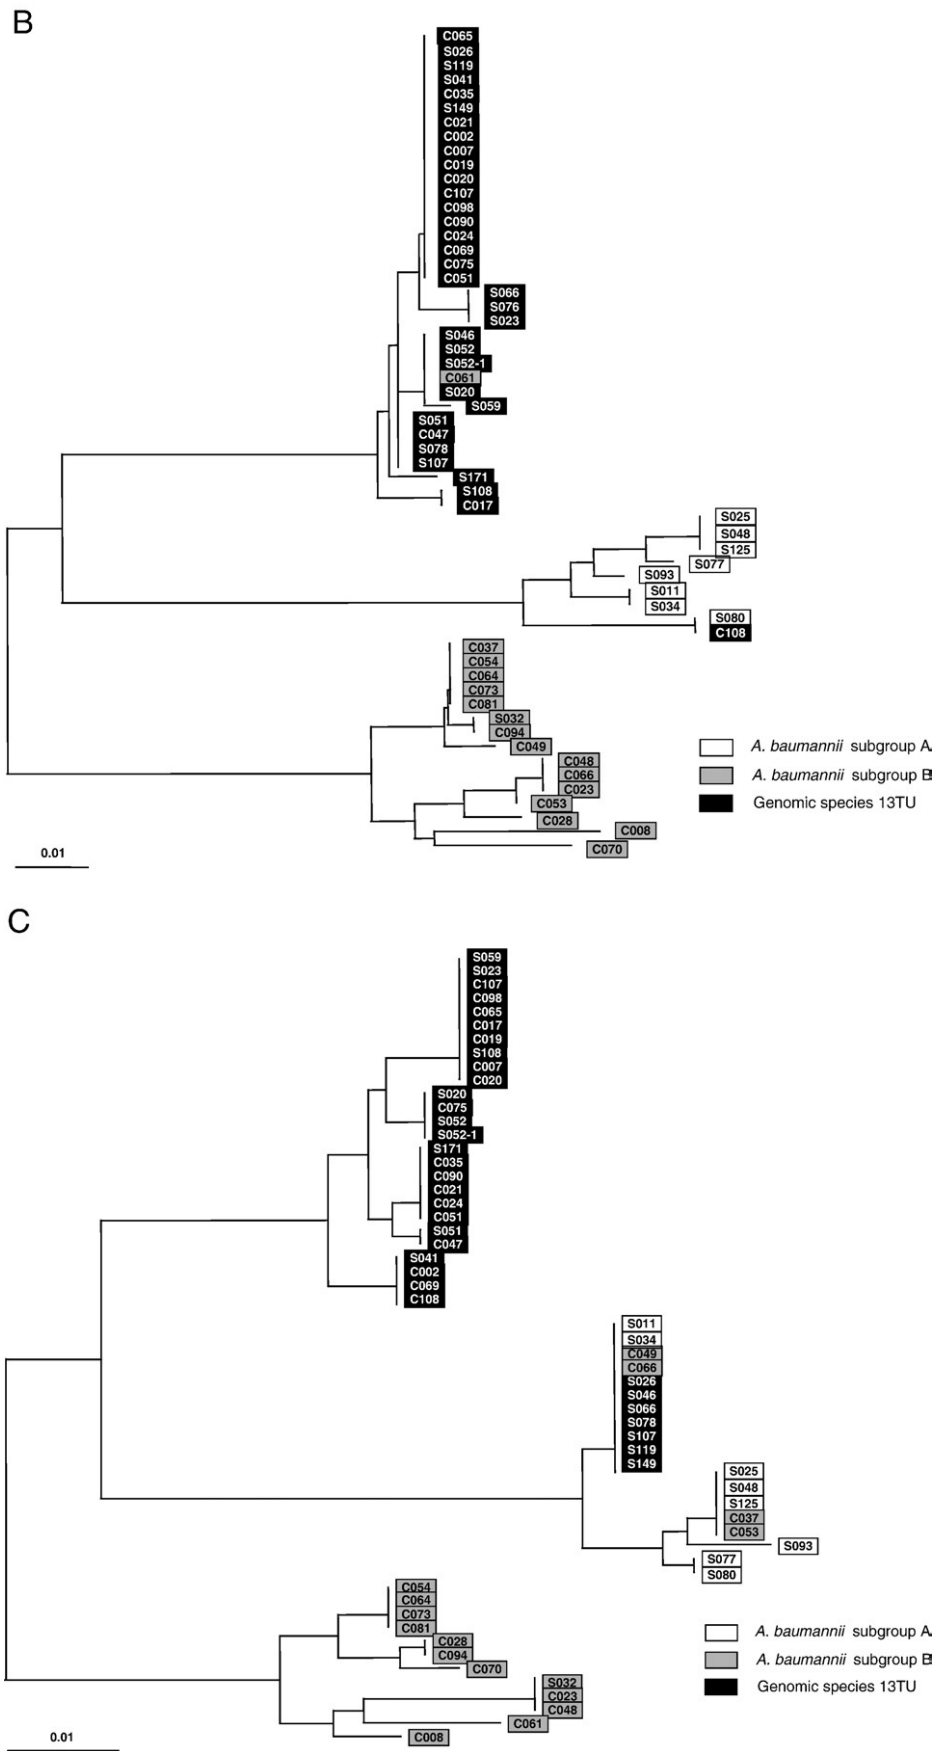 B
C065
S026
S119
S041
C035
S149
C021
C002
C007
C019
C020
C107
C098
C090
C024
C069
C075
C051
S066
S076
S023
S046
S052
S052-1
C061
S020
S059
S051
C047
S078
S107
S171
S108
C017
S025
S048
S125
S077
S093
S011
S034
S080
C108
C037
C054
C064
C073
C081
S032
C094
C049
C048
C066
C023
C053
C028
C008
C070
A. baumannii subgroup A
A. baumannii subgroup B
Genomic species 13TU
0.01
C
S059
S023
C107
C098
C065
C017
C019
S108
C007
C020
S020
C075
S052
S052-1
S171
C035
C090
C021
C024
C051
S051
C047
S041
C002
C069
C108
S011
S034
C049
C066
S026
S046
S066
S078
S107
S119
S149
S025
S048
S125
C037
C053
S093
S077
S080
C054
C064
C073
C081
C028
C094
C070
S032
C023
C048
C061
C008
A. baumannii subgroup A
A. baumannii subgroup B
Genomic species 13TU
0.01